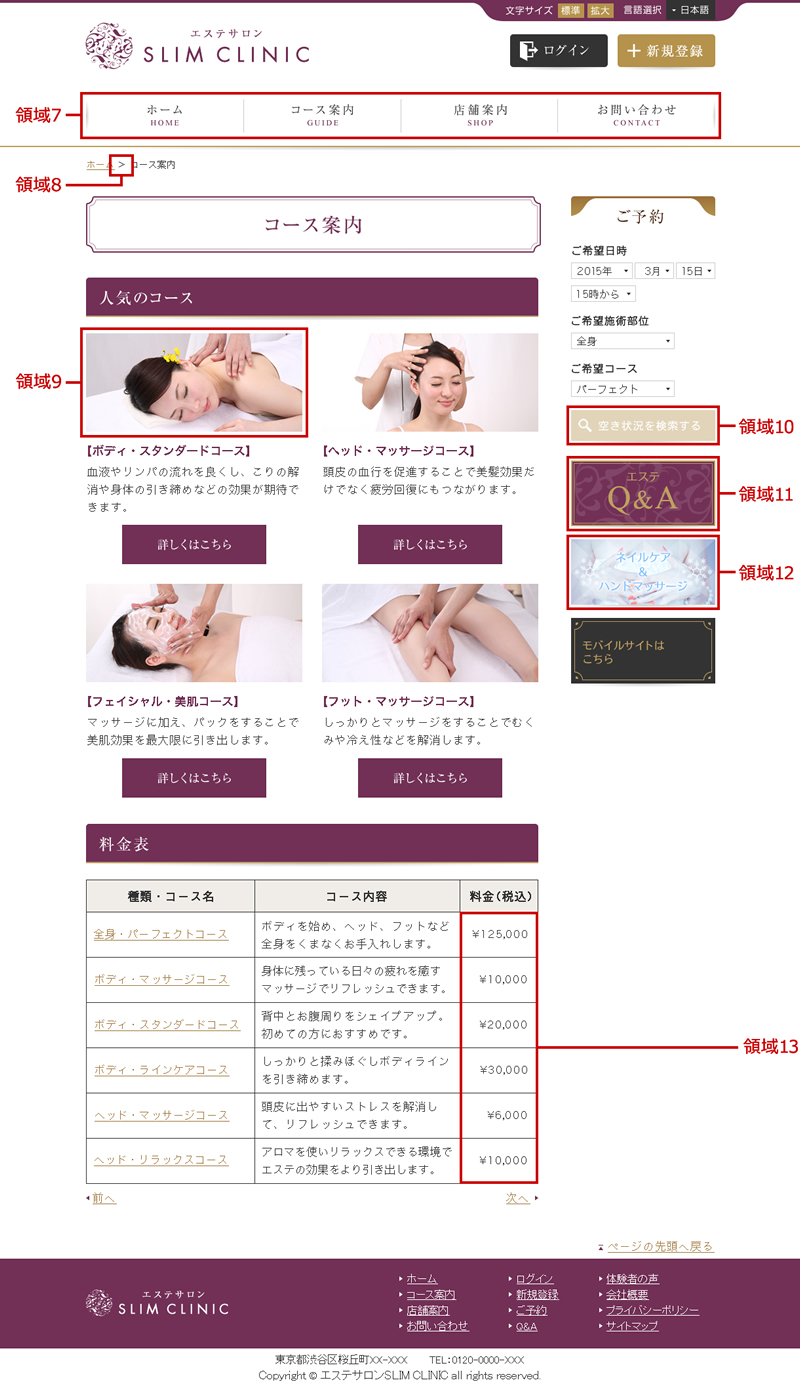 文字サイズ 標準 拡大 言語選択 日本語
エステサロン
SLIM CLINIC
ログイン
新規登録
領域7
ホーム コース案内 店舗案内 お問い合わせ
HOME GUIDE SHOP CONTACT
ホーム > コース案内
領域8
コース案内
ご予約
ご希望日時
2015年 3月 15日
15時から
ご希望施術部位
全身
ご希望コース
パーフェクト
空き状況を検索する
領域10
エステ
Q&A
領域11
ネイルケア
&
ハンドマッサージ
領域12
モバイルサイトは
こちら
人気のコース
領域9
【ボディ・スタンダードコース】
血液やリンパの流れを良くし、こりの解
消や身体の引き締めなどの効果が期待で
きます。
詳しくはこちら
【ヘッド・マッサージコース】
頭皮の血行を促進することで美髪効果だ
けでなく疲労回復にもつながります。
詳しくはこちら
【フェイシャル・美肌コース】
マッサージに加え、パックをすることで
美肌効果を最大限に引き出します。
詳しくはこちら
【フット・マッサージコース】
しっかりとマッサージをすることでむく
みや冷え性などを解消します。
詳しくはこちら
料金表
種類・コース名 コース内容 料金(税込)
全身・パーフェクトコース
ボディを始め、ヘッド、フットなど
全身をくまなくお手入れします。
¥125,000
ボディ・マッサージコース
身体に残っている日々の疲れを癒す
マッサージでリフレッシュできます。
¥10,000
ボディ・スタンダードコース
背中とお腹周りをシェイプアップ。
初めての方におすすめです。
¥20,000
ボディ・ラインケアコース
しっかりと揉みほぐしボディライン
を引き締めます。
¥30,000
ヘッド・マッサージコース
頭皮に出やすいストレスを解消し
て、リフレッシュできます。
¥6,000
ヘッド・リラックスコース
アロマを使いリラックスできる環境で
エステの効果をより引き出します。
¥10,000
領域13
前へ 次へ
ページの先頭へ戻る
エステサロン
SLIM CLINIC
ホーム ログイン 体験者の声
コース案内 新規登録 会社概要
店舗案内 ご予約 プライバシーポリシー
お問い合わせ Q&A サイトマップ
東京都渋谷区桜丘町XX-XXX TEL:0120-0000-XXX
Copyright © エステサロンSLIM CLINIC all rights reserved.